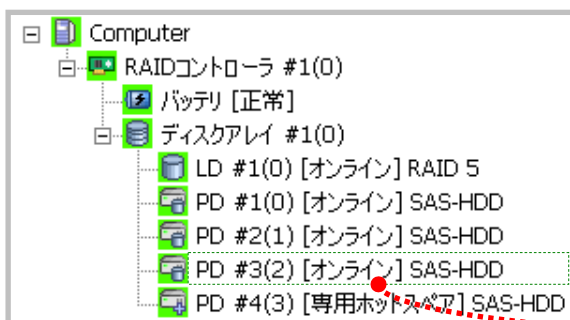 Computer
RAIDコントローラ #1(0)
バッテリ [正常]
ディスクアレイ #1(0)
LD #1(0) [オンライン] RAID 5
PD #1(0) [オンライン] SAS-HDD
PD #2(1) [オンライン] SAS-HDD
PD #3(2) [オンライン] SAS-HDD
PD #4(3) [専用ホットスペア] SAS-HDD